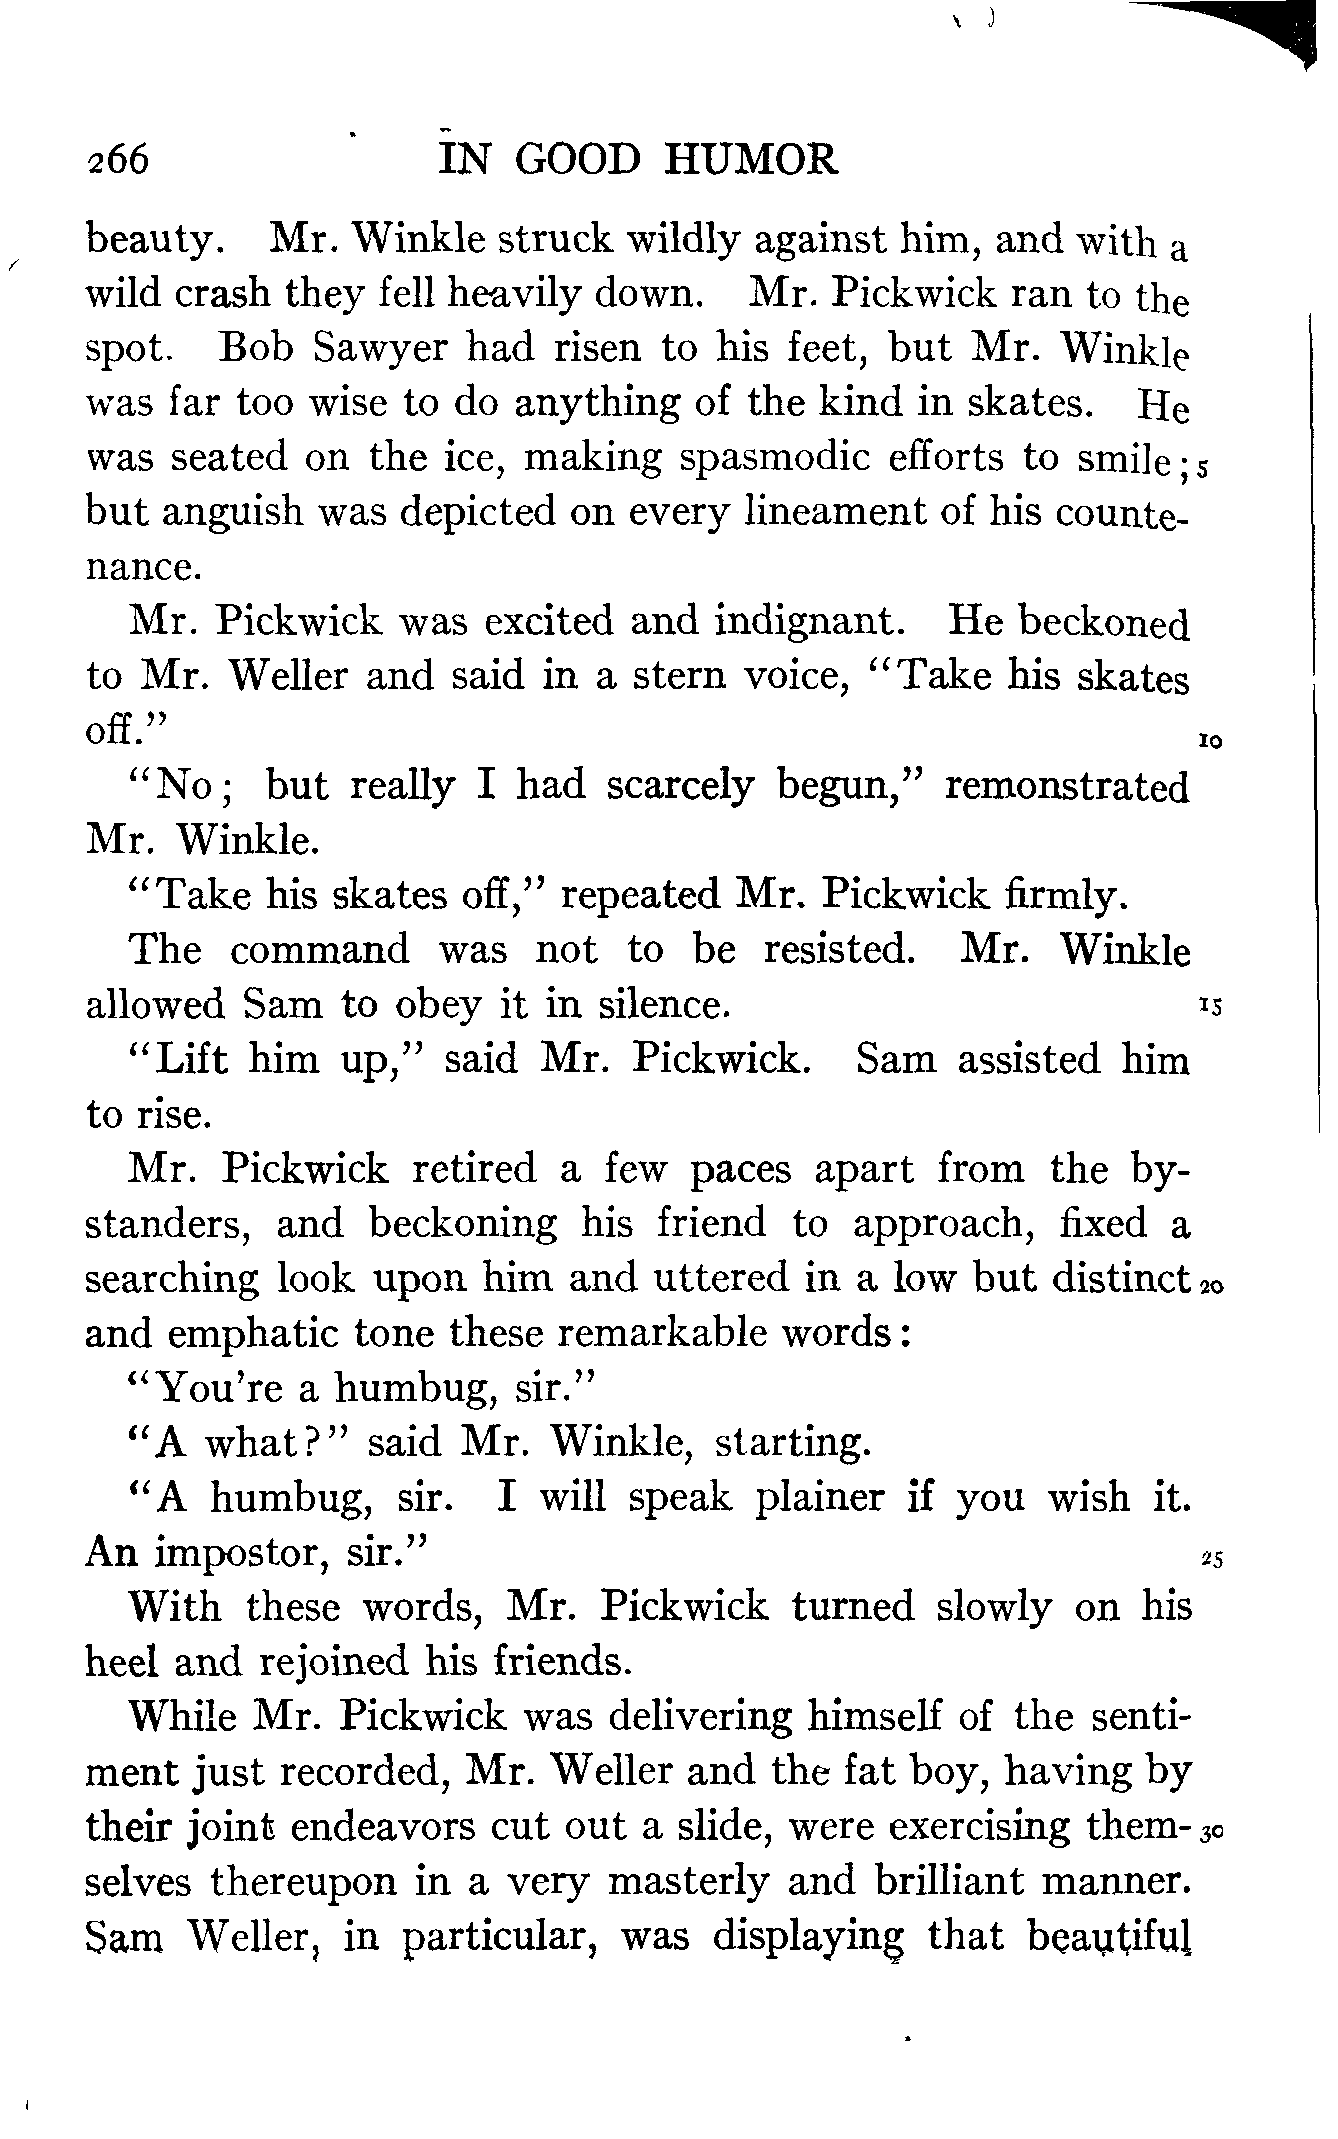 266 IN GOOD HUMOR
beauty. Mr. Winkle struck wildly against him, and with a
wild crash they fell heavily down. Mr. Pickwick ran to the
spot. Bob Sawyer had risen to his feet, but Mr. Winkle
was far too wise to do anything of the kind in skates. He
was seated on the ice, making spasmodic efforts to smile; 5
but anguish was depicted on every lineament of his counte-
nance.
Mr. Pickwick was excited and indignant. He beckoned
to Mr. Weller and said in a stern voice, "Take his skates
off." 10
"No; but really I had scarcely begun," remonstrated
Mr. Winkle.
"Take his skates off," repeated Mr. Pickwick firmly.
The command was not to be resisted. Mr. Winkle
allowed Sam to obey it in silence. 15
"Lift him up," said Mr. Pickwick. Sam assisted him
to rise.
Mr. Pickwick retired a few paces apart from the by-
standers, and beckoning his friend to approach, fixed a
searching look upon him and uttered in a low but distinct 20
and emphatic tone these remarkable words:
"You're a humbug, sir."
"A what?" said Mr. Winkle, starting.
"A humbug, sir. I will speak plainer if you wish it.
An impostor, sir." 25
With these words, Mr. Pickwick turned slowly on his
heel and rejoined his friends.
While Mr. Pickwick was delivering himself of the senti-
ment just recorded, Mr. Weller and the fat boy, having by
their joint endeavors cut out a slide, were exercising them- 30
selves thereupon in a very masterly and brilliant manner.
Sam Weller, in particular, was displaying that beautiful